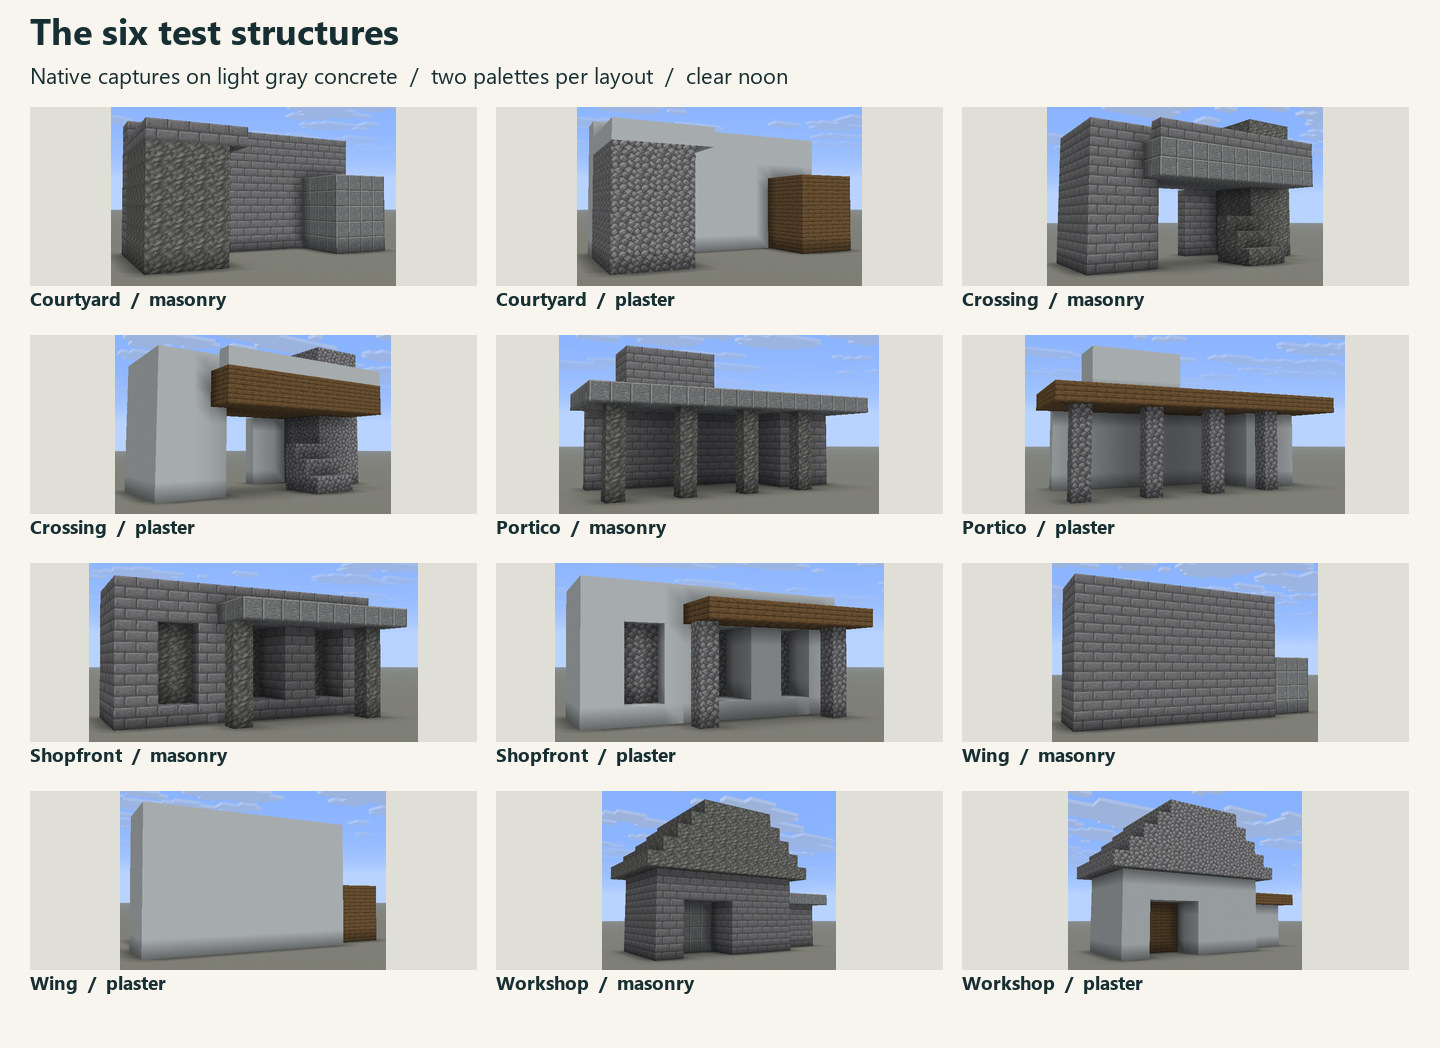 The six test structures
Native captures on light gray concrete / two palettes per layout / clear noon
Courtyard / masonry
Courtyard / plaster
Crossing / masonry
Crossing / plaster
Portico / masonry
Portico / plaster
Shopfront / masonry
Shopfront / plaster
Wing / masonry
Wing / plaster
Workshop / masonry
Workshop / plaster